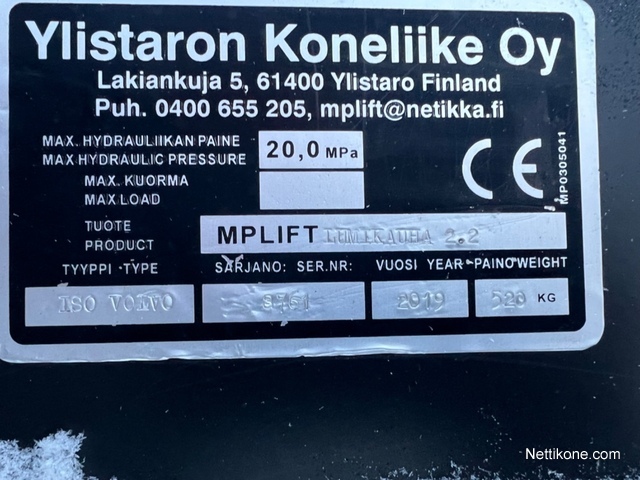 Ylistaron Koneliike Oy
Lakiankuja 5, 61400 Ylistaro Finland
Puh. 0400 655 205, mplift@netikka.fi
MAX. HYDRAULIIKAN PAINE
MAX HYDRAULIC PRESSURE
20,0 MPa
MAX. KUORMA
MAX LOAD
CE
MP0305041
TUOTE
PRODUCT
MPLIFT LUMIKAUHA 2.2
TYYPPI -TYPE
SARJANO: SER.NR:
VUOSI YEAR
PAINO WEIGHT
ISO VOLVO
2019
520 KG
Nettikone.com